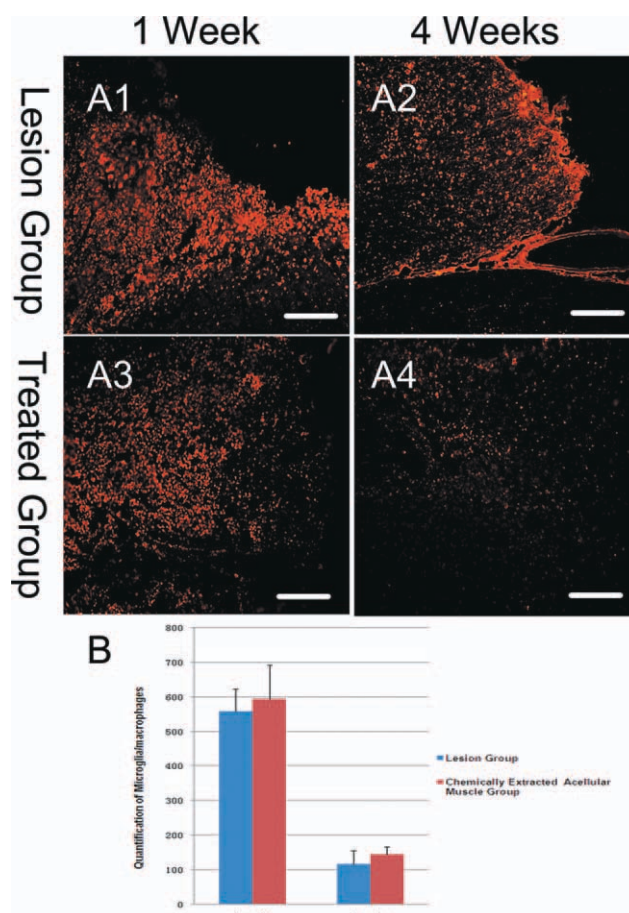 1 Week
4 Weeks
Lesion Group
A1
A2
Treated Group
A3
A4
B
Quantification of Microglia/macrophages
800
700
600
500
400
300
200
100
0
Lesion Group
Chemically Extracted Acellular
Muscle Group